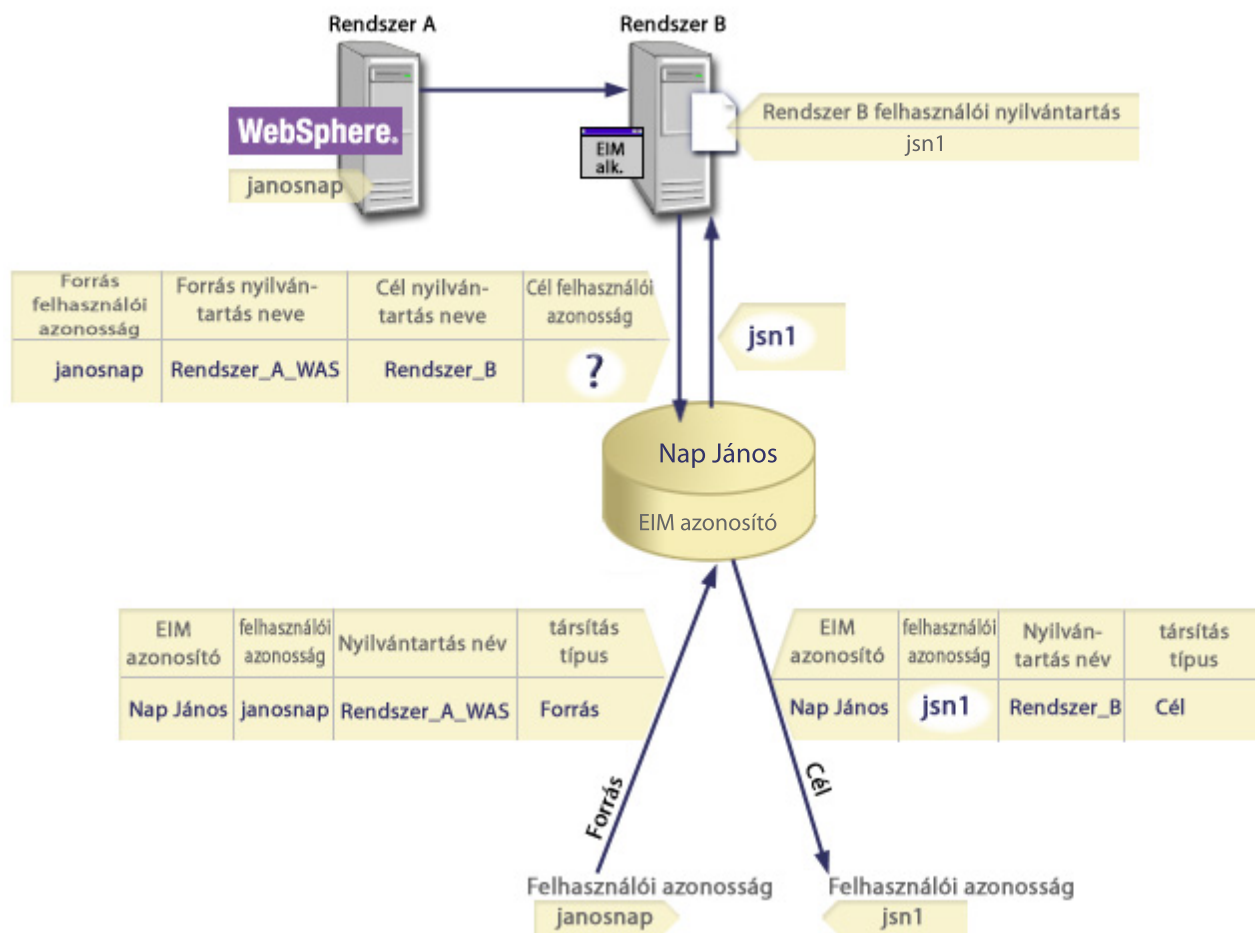 Rendszer A
Rendszer B
WebSphere.
janosnap
EIM
alk.
Rendszer B felhasználói nyilvántartás
jsn1
Forrás
felhasználói
azonosság
Forrás nyilván-
tartás neve
Cél nyilván-
tartás neve
Cél felhasználói
azonosság
janosnap
Rendszer_A_WAS
Rendszer_B
?
jsn1
Nap János
EIM azonosító
EIM
azonosító
felhasználói
azonosság
Nyilvántartás név
társítás
típus
Nap János
janosnap
Rendszer_A_WAS
Forrás
EIM
azonosító
felhasználói
azonosság
Nyilván-
tartás név
társítás
típus
Nap János
jsn1
Rendszer_B
Cél
Forrás
Cél
Felhasználói azonosság
janosnap
Felhasználói azonosság
jsn1